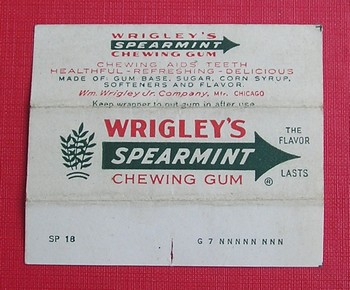 WRIGLEY'S
SPEARMINT
CHEWING GUM
CHEWING AIDS TEETH
HEALTHFUL-REFRESHING-DELICIOUS
MADE OF: GUM BASE, SUGAR, CORN SYRUP,
SOFTENERS AND FLAVOR.
Wm. Wrigley Jr. Company, Mfr. CHICAGO
Keep wrapper to put gum in after use
WRIGLEY'S
SPEARMINT
CHEWING GUM ®
THE
FLAVOR
LASTS
SP 18 G 7 NNNNN NNN